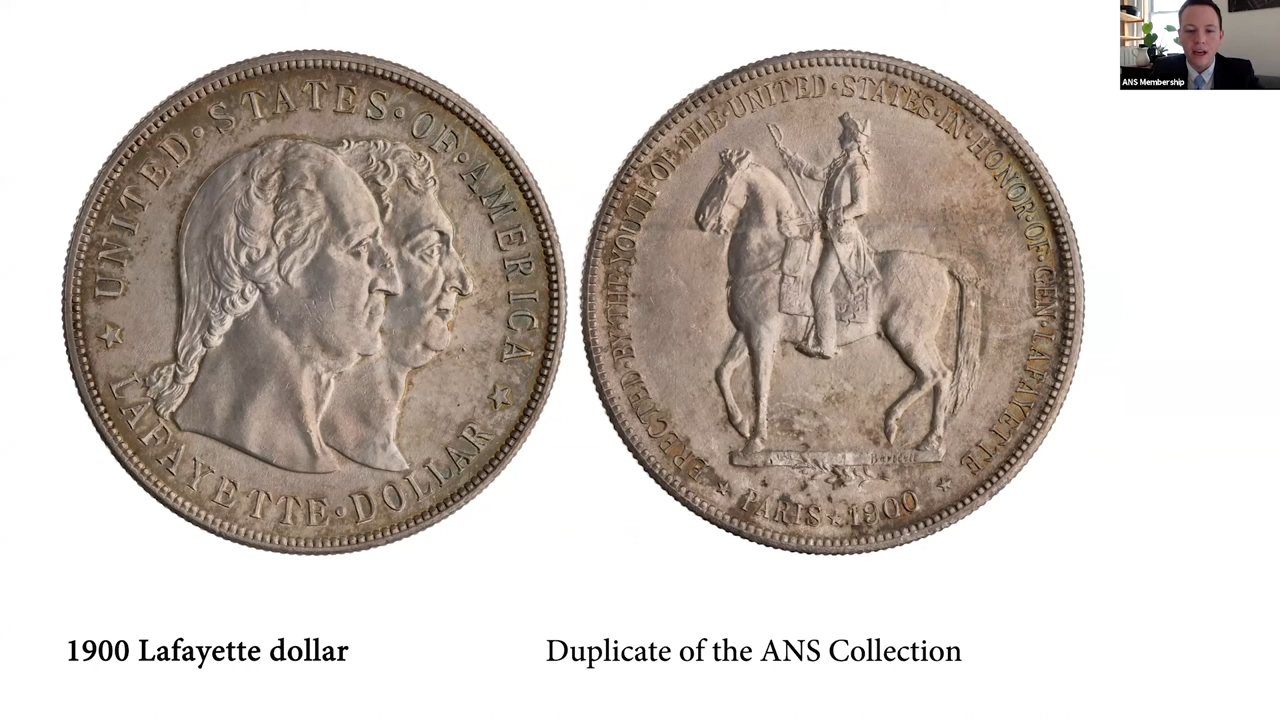 UNITED·STATES·OF·AMERICA
LAFAYETTE·DOLLAR
ERECTED·BY·THE·YOUTH·OF·THE·UNITED·STATES·IN·HONOR·OF·GEN·LAFAYETTE
Bartlett
PARIS · 1900
ANS Membership
1900 Lafayette dollar
Duplicate of the ANS Collection